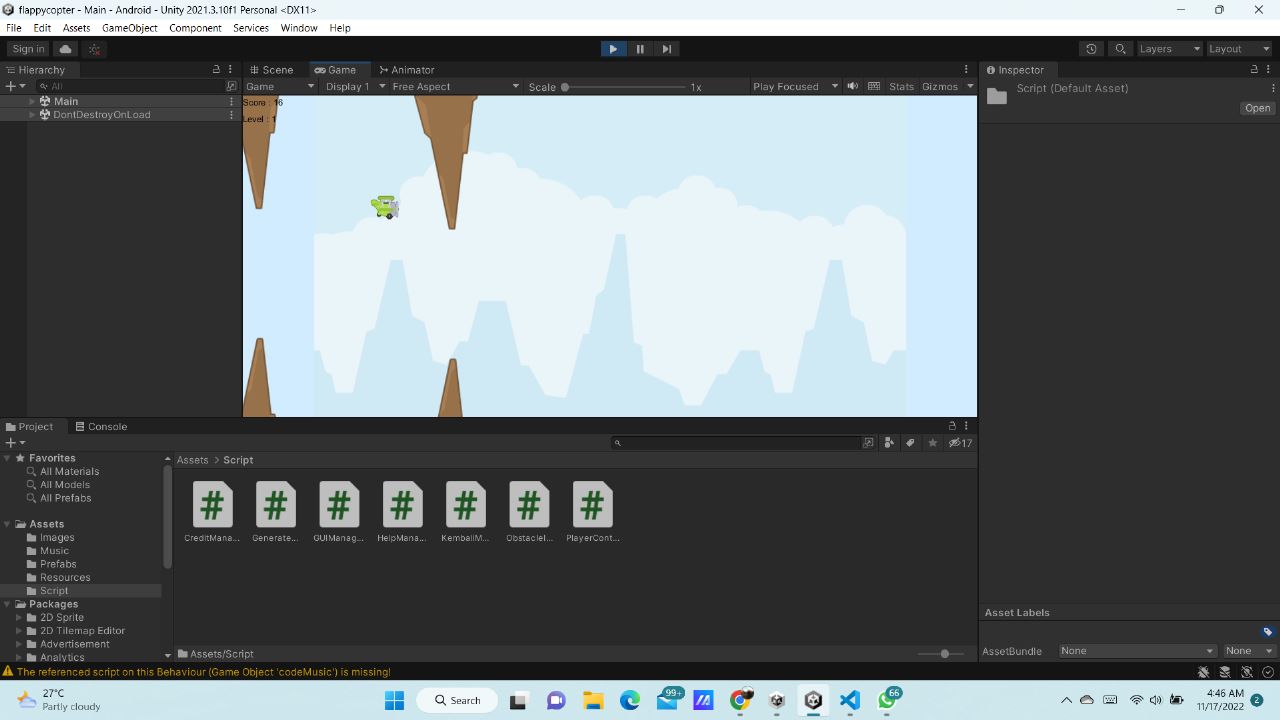 flappycopter - Main - Android - Unity 2021.3.10f1 Personal <DX11>
File Edit Assets GameObject Component Services Window Help
Sign in Layers Layout
Hierarchy Scene Game Animator Inspector
All Game Display 1 Free Aspect Scale 1x Play Focused Stats Gizmos Script (Default Asset)
Main Score : 16 Open
DontDestroyOnLoad Level : 1
Project Console
17
Favorites Assets > Script
All Materials
All Models
All Prefabs
Assets
Images CreditMana... Generate... GUIManag... HelpMana... KembaliM... ObstacleI... PlayerCont...
Music
Prefabs
Resources
Script
Packages
2D Sprite Asset Labels
2D Tilemap Editor
Advertisement
Analytics Assets/Script AssetBundle None None
The referenced script on this Behaviour (Game Object 'codeMusic') is missing!
27°C Search 99+ 66 4:46 AM
Partly cloudy 11/17/2022 2